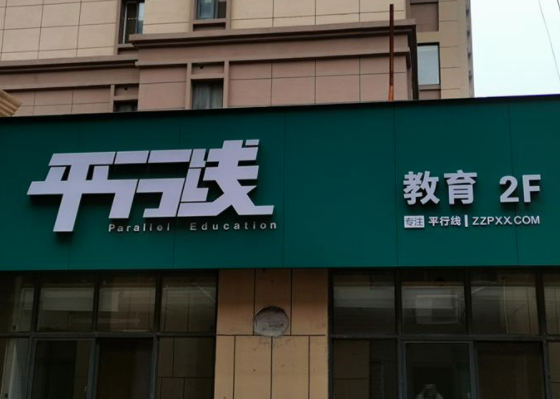 平行线
Parallel Education
教育 2F
专注 平行线 | ZZPXX.COM